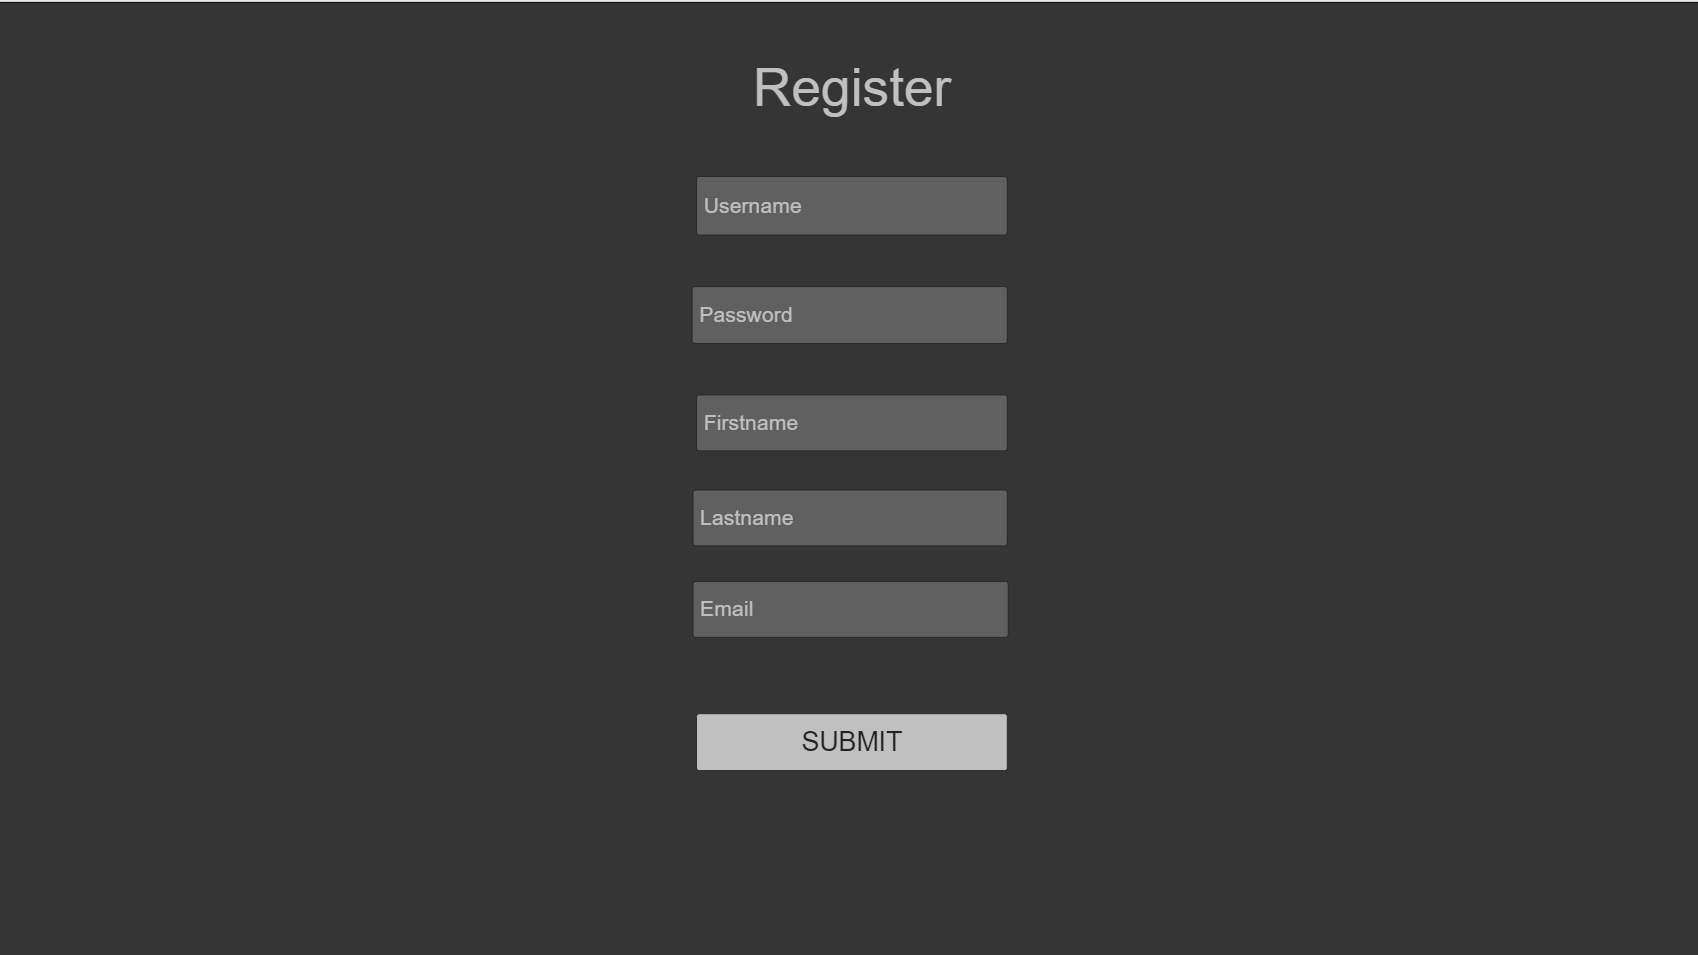 Register
Username
Password
Firstname
Lastname
Email
SUBMIT